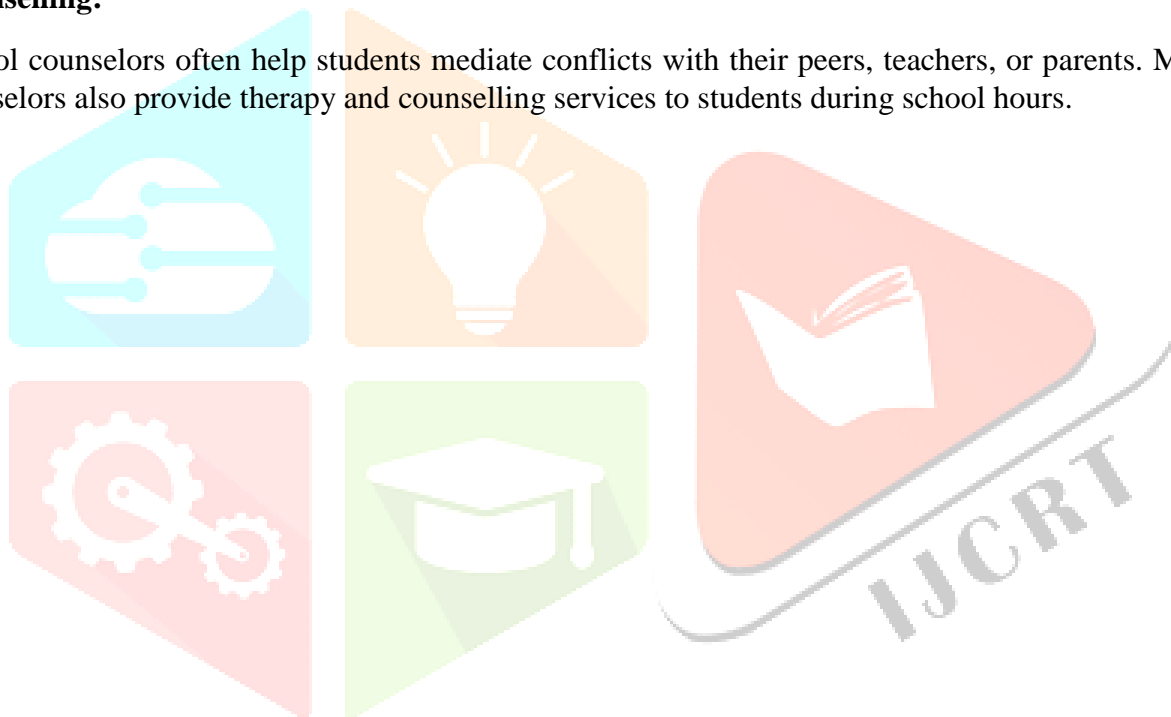 nselling:
ol counselors often help students mediate conflicts with their peers, teachers, or parents. M
selors also provide therapy and counselling services to students during school hours.
IJCRT